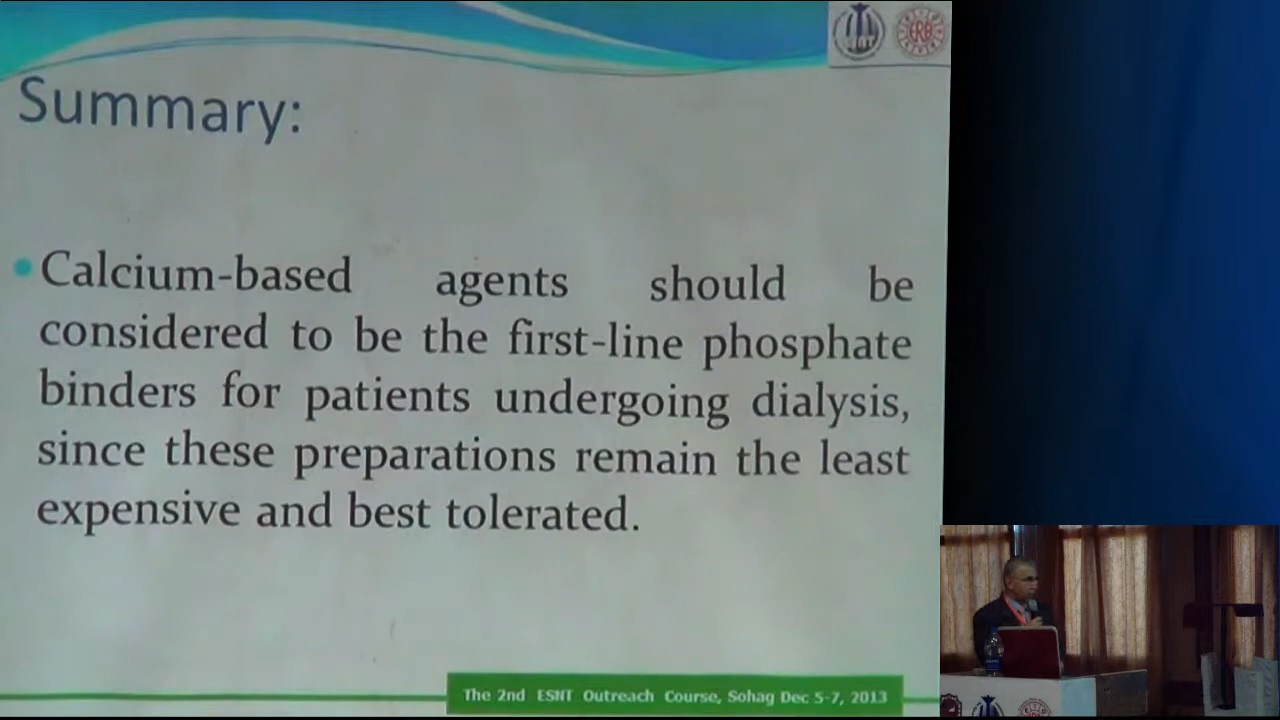 ERA
Summary:
Calcium-based agents should be
considered to be the first-line phosphate
binders for patients undergoing dialysis,
since these preparations remain the least
expensive and best tolerated.
The 2nd ESNT Outreach Course, Sohag Dec 5-7, 2013